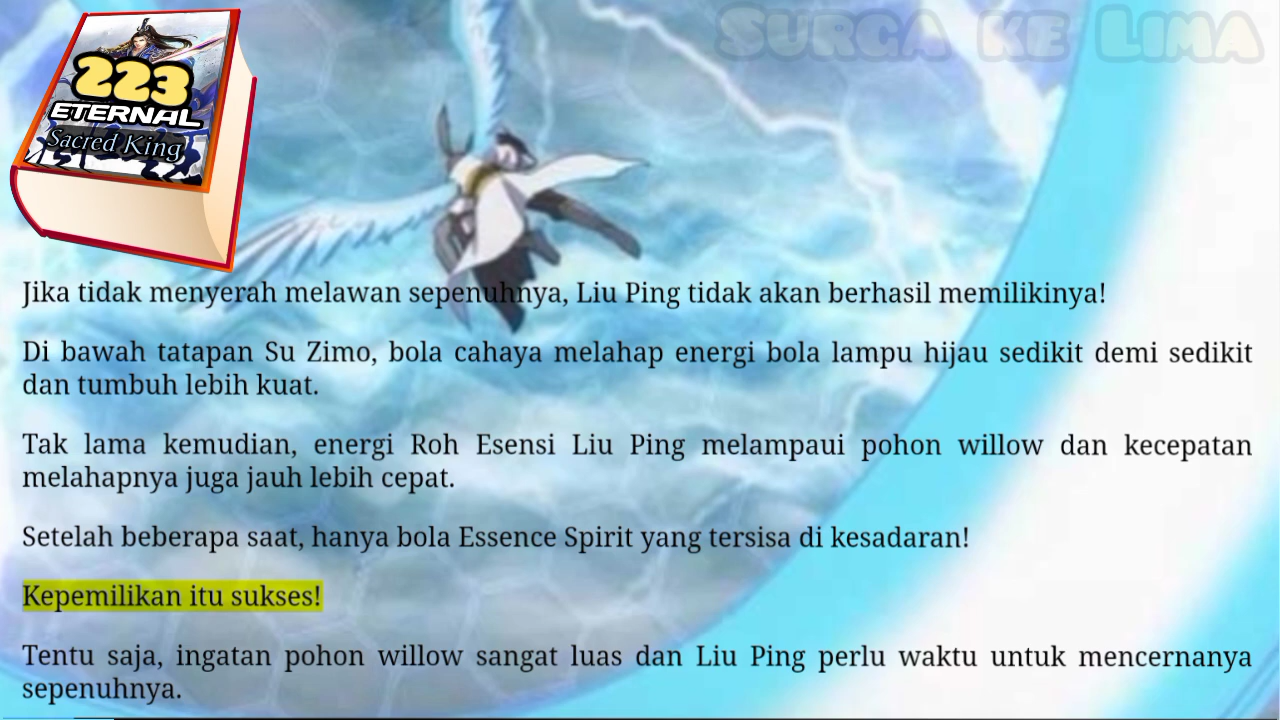 Surga ke Lima
223
ETERNAL
Sacred King
Jika tidak menyerah melawan sepenuhnya, Liu Ping tidak akan berhasil memilikinya!
Di bawah tatapan Su Zimo, bola cahaya melahap energi bola lampu hijau sedikit demi sedikit
dan tumbuh lebih kuat.
Tak lama kemudian, energi Roh Esensi Liu Ping melampaui pohon willow dan kecepatan
melahapnya juga jauh lebih cepat.
Setelah beberapa saat, hanya bola Essence Spirit yang tersisa di kesadaran!
Kepemilikan itu sukses!
Tentu saja, ingatan pohon willow sangat luas dan Liu Ping perlu waktu untuk mencernanya
sepenuhnya.